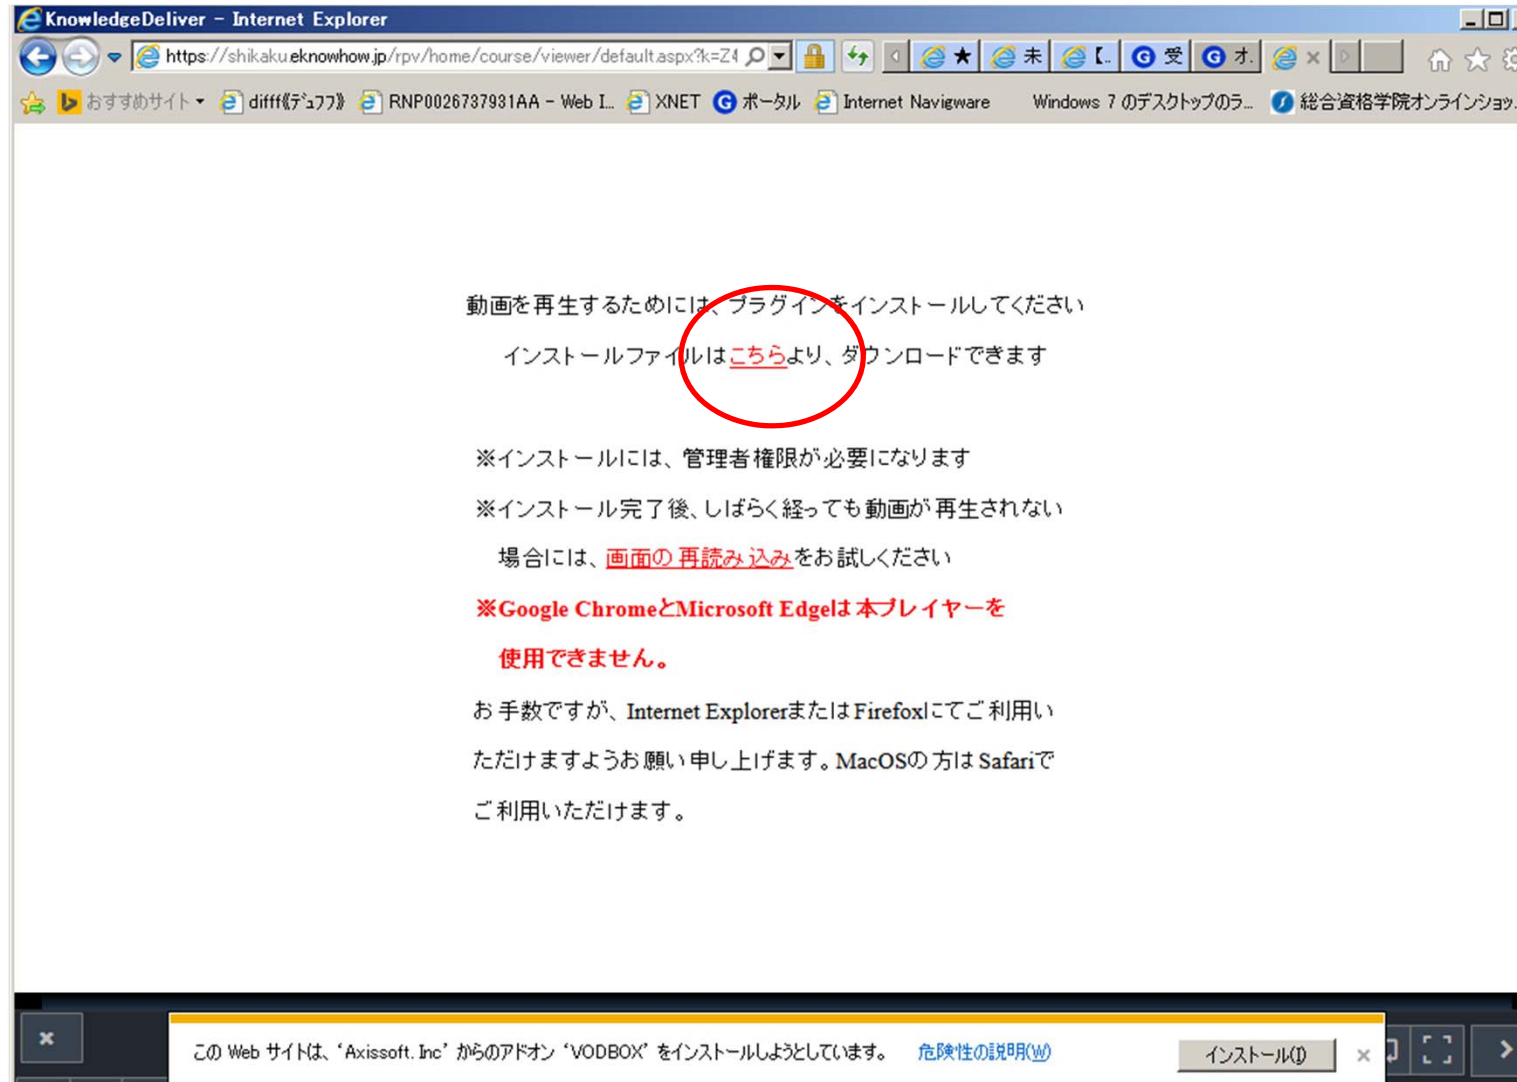 KnowledgeDeliver - Internet Explorer
https://shikaku.eknowhow.jp/rpv/home/course/viewer/default.aspx?k=Z4
★ 未 【.. 受 オ.
おすすめサイト difff《デュフフ》 RNP0026737931AA - Web I... XNET ポータル Internet Navigware Windows 7 のデスクトップのラ... 総合資格学院オンラインショッ...
動画を再生するためには、プラグインをインストールしてください
インストールファイルはこちらより、ダウンロードできます
※インストールには、管理者権限が必要になります
※インストール完了後、しばらく経っても動画が再生されない
場合には、画面の再読み込みをお試しください
※Google ChromeとMicrosoft Edgeは本プレイヤーを
使用できません。
お手数ですが、Internet ExplorerまたはFirefoxにてご利用い
ただけますようお願い申し上げます。MacOSの方はSafariで
ご利用いただけます。
この Web サイトは、'Axissoft. Inc' からのアドオン 'VODBOX' をインストールしようとしています。 危険性の説明(W) インストール(I)